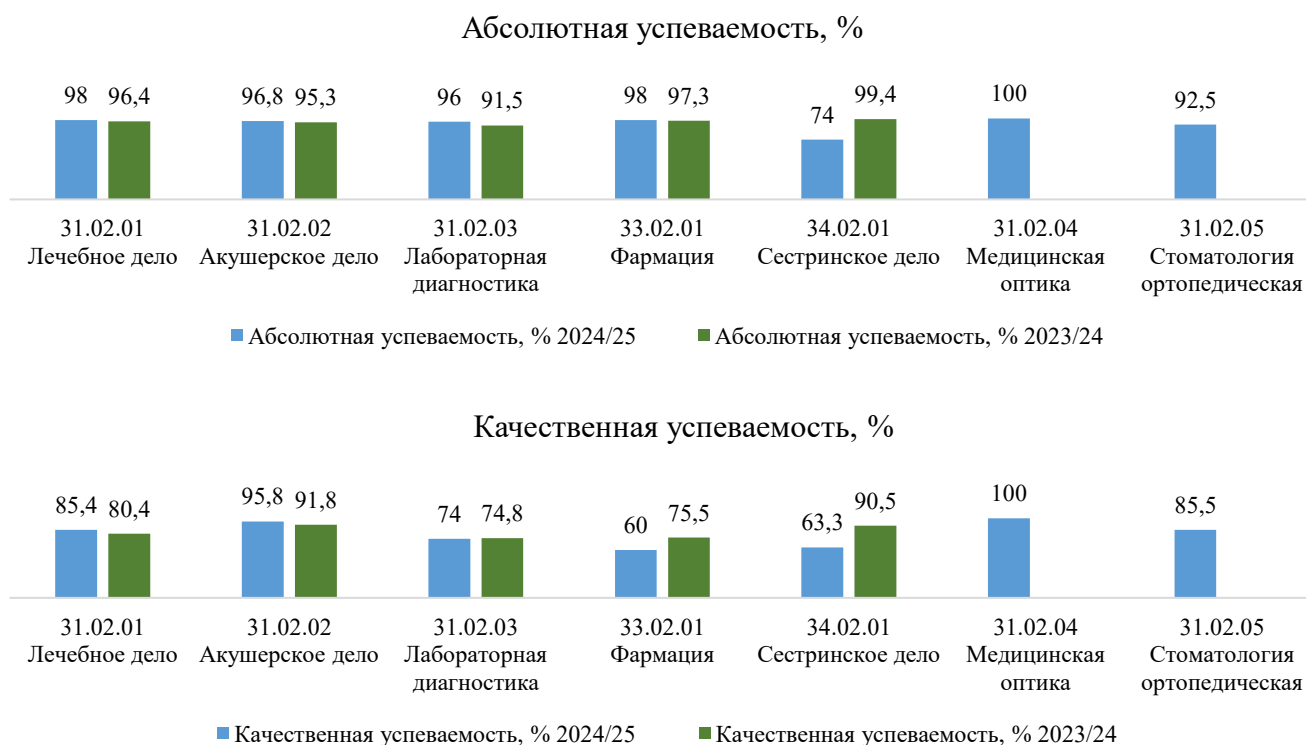 Абсолютная успеваемость, %
98 96,4 96,8 95,3 96 91,5 98 97,3 74 99,4 100 92,5
31.02.01 31.02.02 31.02.03 33.02.01 34.02.01 31.02.04 31.02.05
Лечебное дело Акушерское дело Лабораторная Фармация Сестринское дело Медицинская Стоматология
диагностика оптика ортопедическая
Абсолютная успеваемость, % 2024/25 Абсолютная успеваемость, % 2023/24
Качественная успеваемость, %
85,4 80,4 95,8 91,8 74 74,8 60 75,5 63,3 90,5 100 85,5
31.02.01 31.02.02 31.02.03 33.02.01 34.02.01 31.02.04 31.02.05
Лечебное дело Акушерское дело Лабораторная Фармация Сестринское дело Медицинская Стоматология
диагностика оптика ортопедическая
Качественная успеваемость, % 2024/25 Качественная успеваемость, % 2023/24